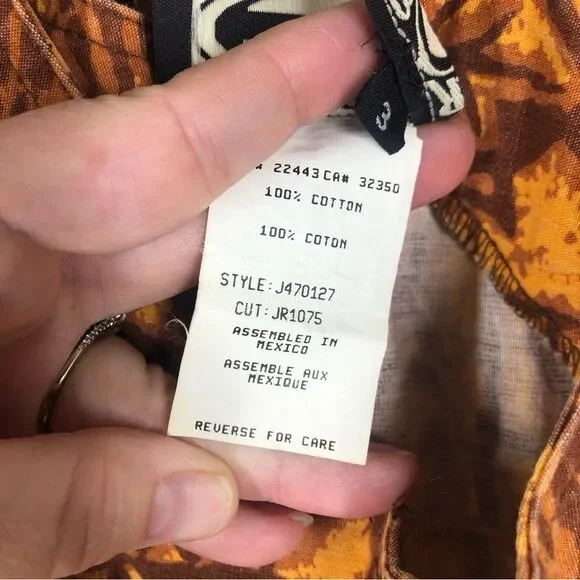 3
22443 CA# 32350
100% COTTON
100% COTON
STYLE: J470127
CUT: JR1075
ASSEMBLED IN
MEXICO
ASSEMBLE AUX
MEXIQUE
REVERSE FOR CARE